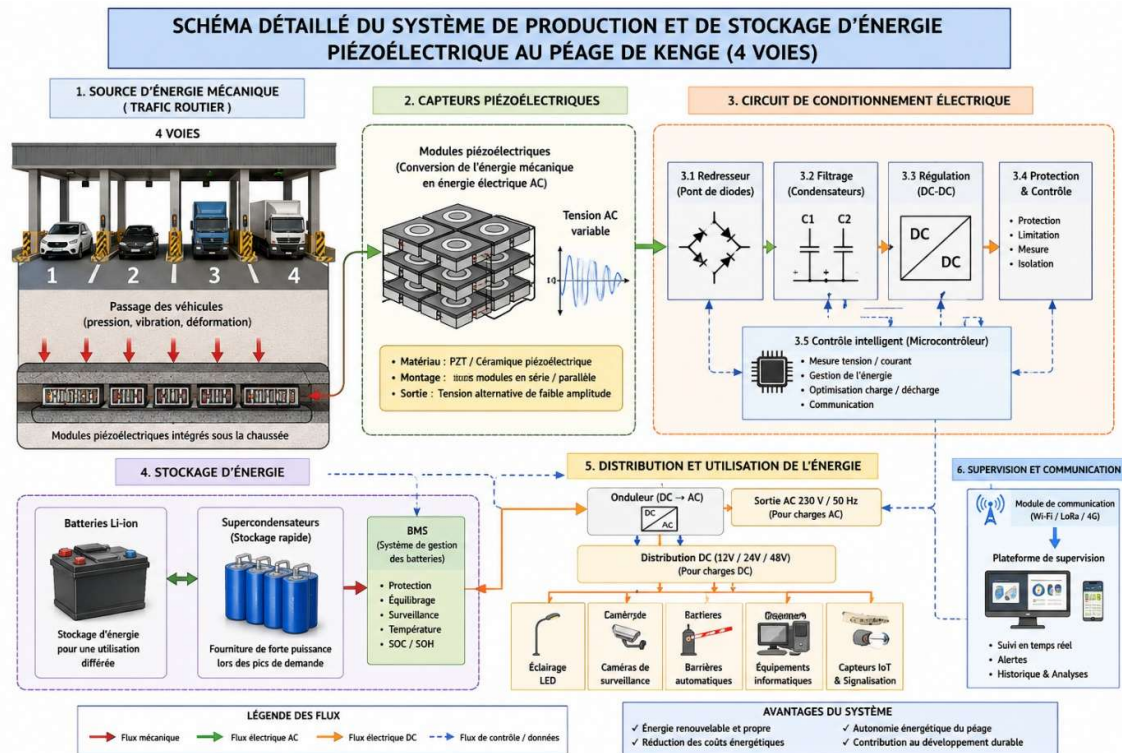 SCHÉMA DÉTAILLÉ DU SYSTÈME DE PRODUCTION ET DE STOCKAGE D'ÉNERGIE
PIÉZOÉLECTRIQUE AU PÉAGE DE KENGE (4 VOIES)
1. SOURCE D'ÉNERGIE MÉCANIQUE
( TRAFIC ROUTIER )
4 VOIES
1 / 2 | 3 \ 4
Passage des véhicules
(pression, vibration, déformation)
Modules piézoélectriques intégrés sous la chaussée
2. CAPTEURS PIÉZOÉLECTRIQUES
Modules piézoélectriques
(Conversion de l'énergie mécanique
en énergie électrique AC)
Tension AC
variable
• Matériau : PZT / Céramique piézoélectrique
• Montage : modules en série / parallèle
• Sortie : Tension alternative de faible amplitude
3. CIRCUIT DE CONDITIONNEMENT ÉLECTRIQUE
3.1 Redresseur
(Pont de diodes)
3.2 Filtrage
(Condensateurs)
C1 C2
3.3 Régulation
(DC-DC)
DC
DC
3.4 Protection
& Contrôle
• Protection
• Limitation
• Mesure
• Isolation
3.5 Contrôle intelligent (Microcontrôleur)
• Mesure tension / courant
• Gestion de l'énergie
• Optimisation charge / décharge
• Communication
4. STOCKAGE D'ÉNERGIE
Batteries Li-ion
Stockage d'énergie
pour une utilisation
différée
Supercondensateurs
(Stockage rapide)
Fourniture de forte puissance
lors des pics de demande
BMS
(Système de gestion
des batteries)
• Protection
• Équilibrage
• Surveillance
• Température
• SOC / SOH
5. DISTRIBUTION ET UTILISATION DE L'ÉNERGIE
Onduleur (DC → AC)
DC
AC
Sortie AC 230 V / 50 Hz
(Pour charges AC)
Distribution DC (12V / 24V / 48V)
(Pour charges DC)
Éclairage
LED
Caméras de
surveillance
Barrières
automatiques
Équipements
informatiques
Capteurs IoT
& Signalisation
6. SUPERVISION ET COMMUNICATION
Module de communication
(Wi-Fi / LoRa / 4G)
Plateforme de supervision
• Suivi en temps réel
• Alertes
• Historique & Analyses
LÉGENDE DES FLUX
Flux mécanique
Flux électrique AC
Flux électrique DC
Flux de contrôle / données
AVANTAGES DU SYSTÈME
✓ Énergie renouvelable et propre
✓ Réduction des coûts énergétiques
✓ Autonomie énergétique du péage
✓ Contribution au développement durable